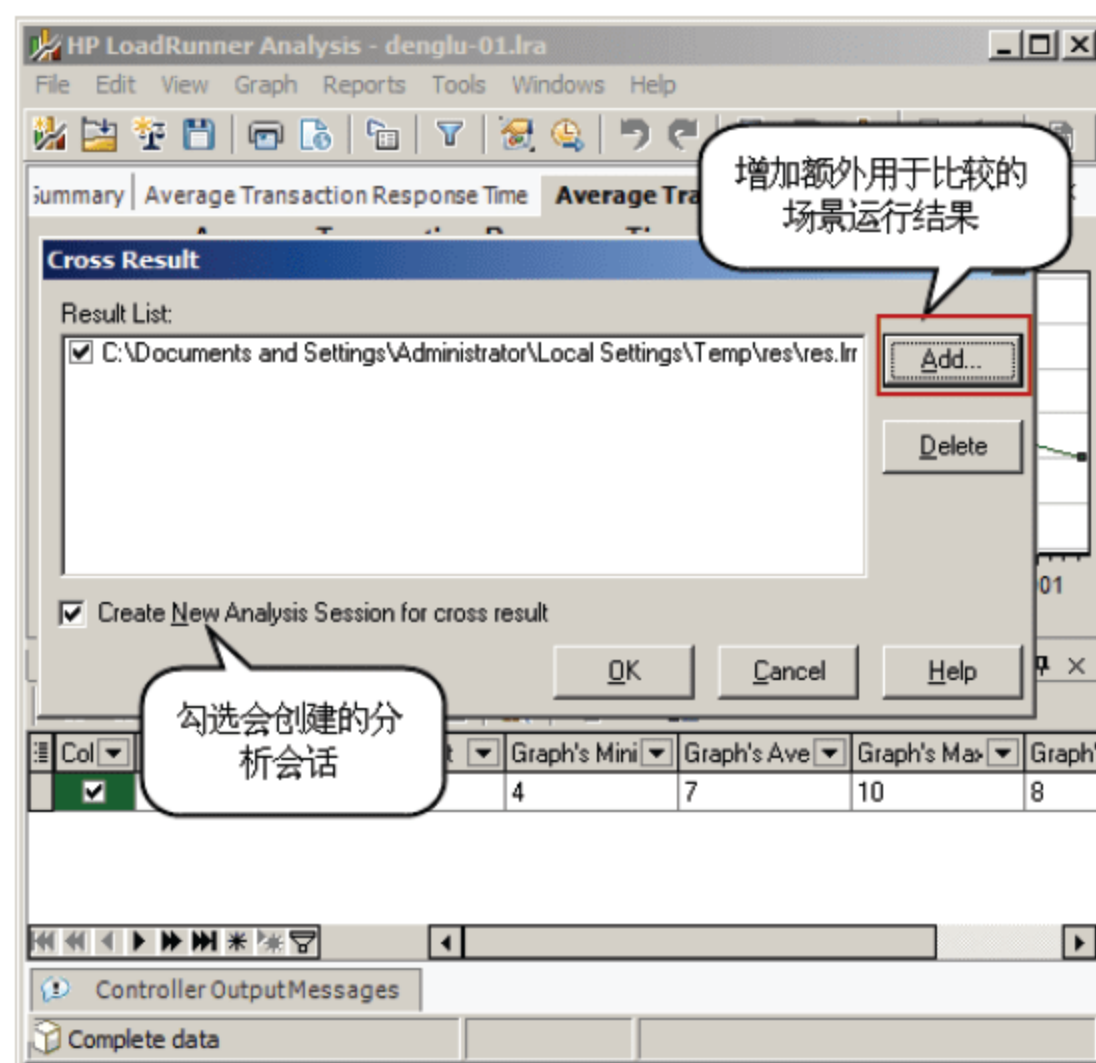 HP LoadRunner Analysis - denglu-01.lra
File Edit View Graph Reports Tools Windows Help
增加额外用于比较的
场景运行结果
Summary Average Transaction Response Time Average Tra
Cross Result
Result List:
C:\Documents and Settings\Administrator\Local Settings\Temp\res\res.lrr
Add...
Delete
01
Create New Analysis Session for cross result
OK Cancel Help
勾选会创建的分
析会话
Col Graph's Mini Graph's Ave Graph's Max Graph'
4 7 10 8
Controller Output Messages
Complete data